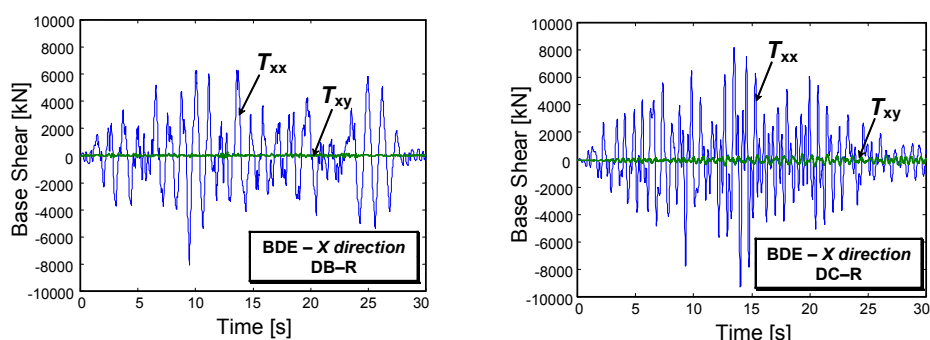 10000
8000
6000
4000
2000
0
-2000
-4000
-6000
-8000
-10000
Base Shear [kN]
Txx
Txy
BDE – X direction
DB–R
0 5 10 15 20 25 30
Time [s]
10000
8000
6000
4000
2000
0
-2000
-4000
-6000
-8000
-10000
Base Shear [kN]
Txx
Txy
BDE – X direction
DC–R
0 5 10 15 20 25 30
Time [s]